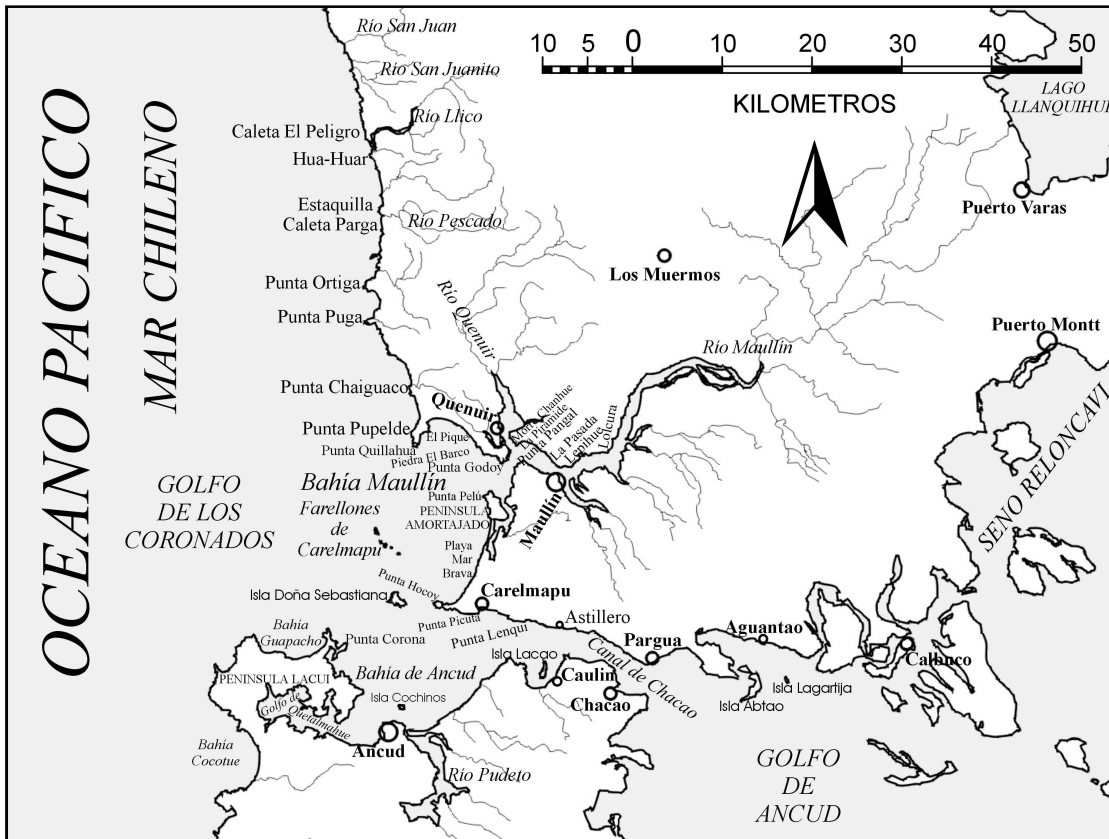 Río San Juan
10 5 0 10 20 30 40 50
KILOMETROS
Río San Juanito
LAGO
LLANQUIHUE
Río Llico
Caleta El Peligro
Hua-Huar
OCEANO PACIFICO
MAR CHILENO
Estaquilla
Caleta Parga
Río Pescado
Puerto Varas
Los Muermos
Punta Ortiga
Río Quenuir
Punta Puga
Puerto Montt
Río Maullín
Punta Chaiguaco
Quenuir
Punta Pupelde
El Pique
Punta Quillahua
Piedra El Barco
Punta Godoy
Chanhue
La Piramide
Punta Pangal
La Pasada
Lepihue
Lolcura
Bahía Maullín
GOLFO
DE LOS
CORONADOS
Farellones
de
Carelmapu
Punta Pelú
PENINSULA
AMORTAJADO
Maullín
SENO RELONCAVI
Playa
Mar
Brava
Punta Hocoy
Isla Doña Sebastiana
Carelmapu
Punta Picuta
Astillero
Punta Lenqui
Bahía
Guapacho
Punta Corona
Pargua
Aguantao
Calbuco
Canal de Chacao
Isla Lacao
Bahía de Ancud
PENINSULA LACUI
Caulin
Chacao
Isla Cochinos
Isla Lagartija
Isla Abtao
Golfo de
Quetalmahue
Ancud
Bahía
Cocotue
Río Pudeto
GOLFO
DE
ANCUD